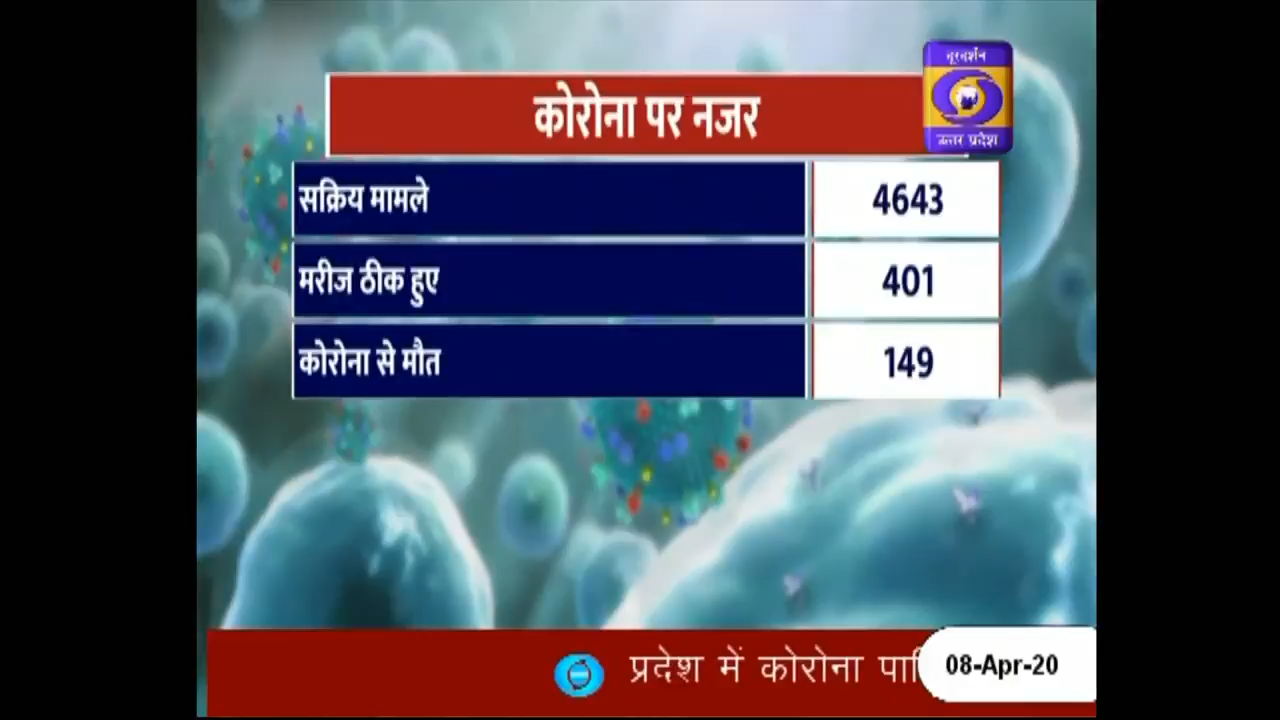 दूरदर्शन
उत्तर प्रदेश
कोरोना पर नजर
सक्रिय मामले 4643
मरीज ठीक हुए 401
कोरोना से मौत 149
प्रदेश में कोरोना
08-Apr-20